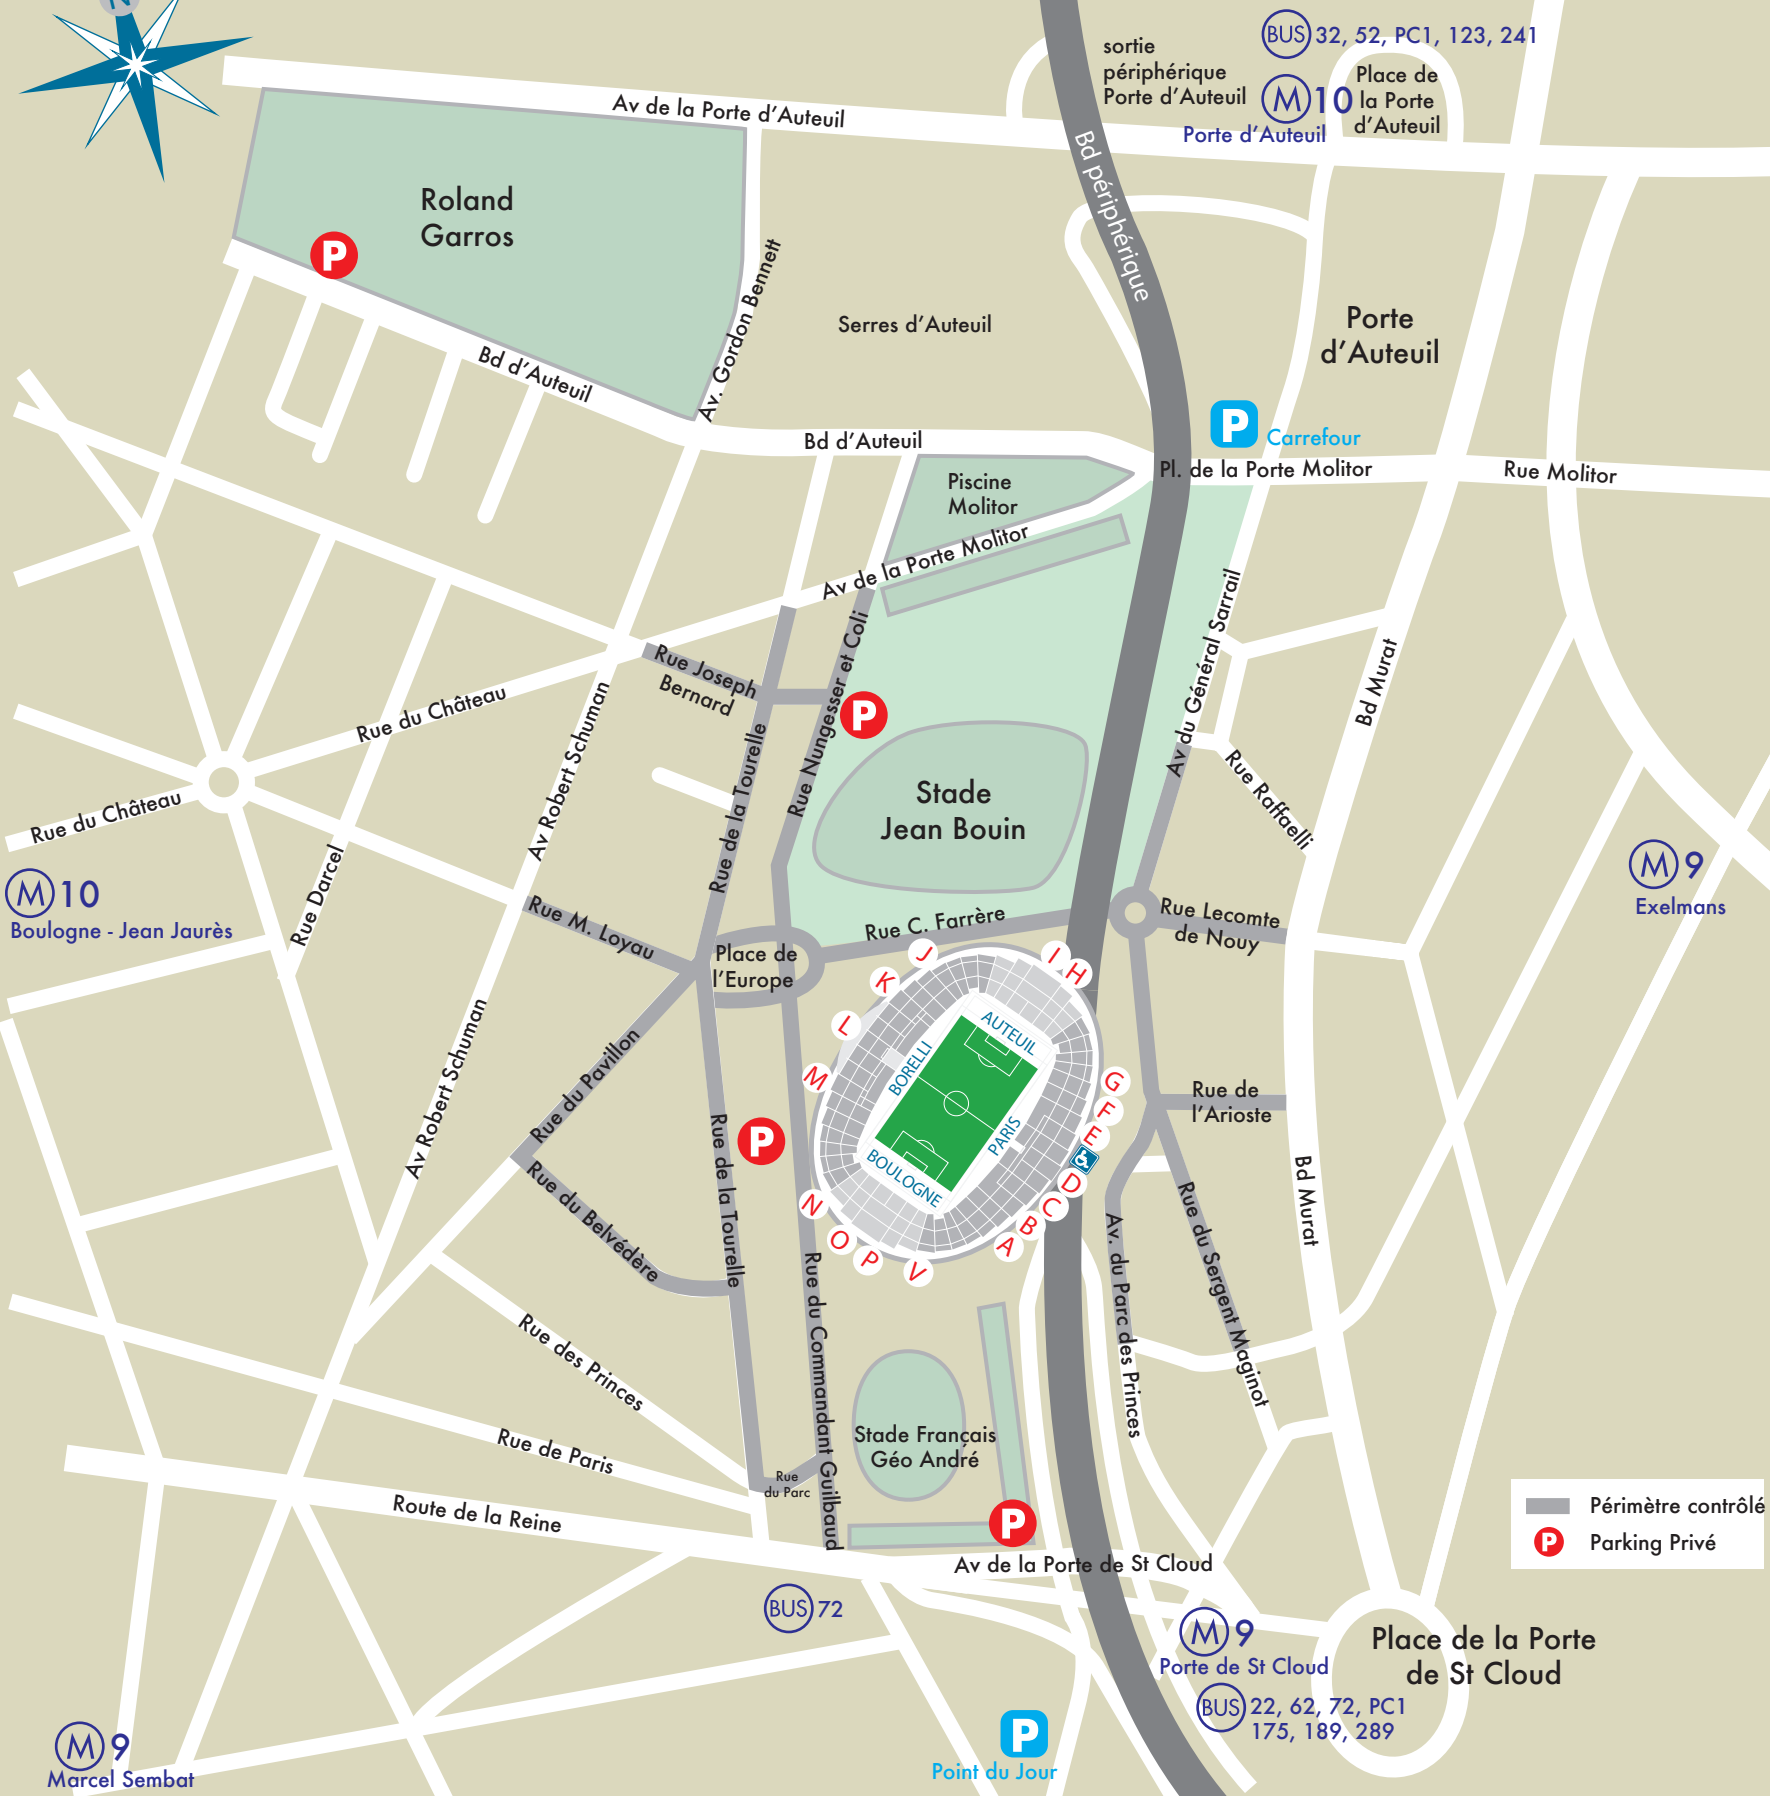 N
BUS 32, 52, PC1, 123, 241
sortie
périphérique
Porte d'Auteuil
M 10
Porte d'Auteuil
Place de
la Porte
d'Auteuil
Av de la Porte d'Auteuil
Bd périphérique
Roland
Garros
P
Av. Gordon Bennett
Serres d'Auteuil
Porte
d'Auteuil
Bd d'Auteuil
Bd d'Auteuil
P Carrefour
Pl. de la Porte Molitor
Rue Molitor
Piscine
Molitor
Av de la Porte Molitor
Rue Joseph
Bernard
Rue Nungesser et Coli
P
Av du Général Sarrail
Bd Murat
Rue du Château
Av Robert Schuman
Rue de la Tourelle
Rue Raffaelli
Stade
Jean Bouin
Rue du Château
M 10
Boulogne - Jean Jaurès
Rue Darcel
M 9
Exelmans
Rue M. Loyau
Rue C. Farrère
Rue Lecomte
de Nouy
Place de
l'Europe
J
I
H
K
L
M
AUTEUIL
BORELLI
PARIS
BOULOGNE
G
F
E
D
C
B
A
N
O
P
V
Rue de
l'Arioste
Av Robert Schuman
Rue du Pavillon
P
Rue de la Tourelle
Rue du Belvédère
Bd Murat
Rue du Sergent Maginot
Av. du Parc des Princes
Rue du Commandant Guilbaud
Rue des Princes
Stade Français
Géo André
Rue de Paris
Rue
du Parc
Route de la Reine
P
Périmètre contrôlé
P Parking Privé
Av de la Porte de St Cloud
BUS 72
M 9
Porte de St Cloud
BUS 22, 62, 72, PC1
175, 189, 289
Place de la Porte
de St Cloud
P
Point du Jour
M 9
Marcel Sembat